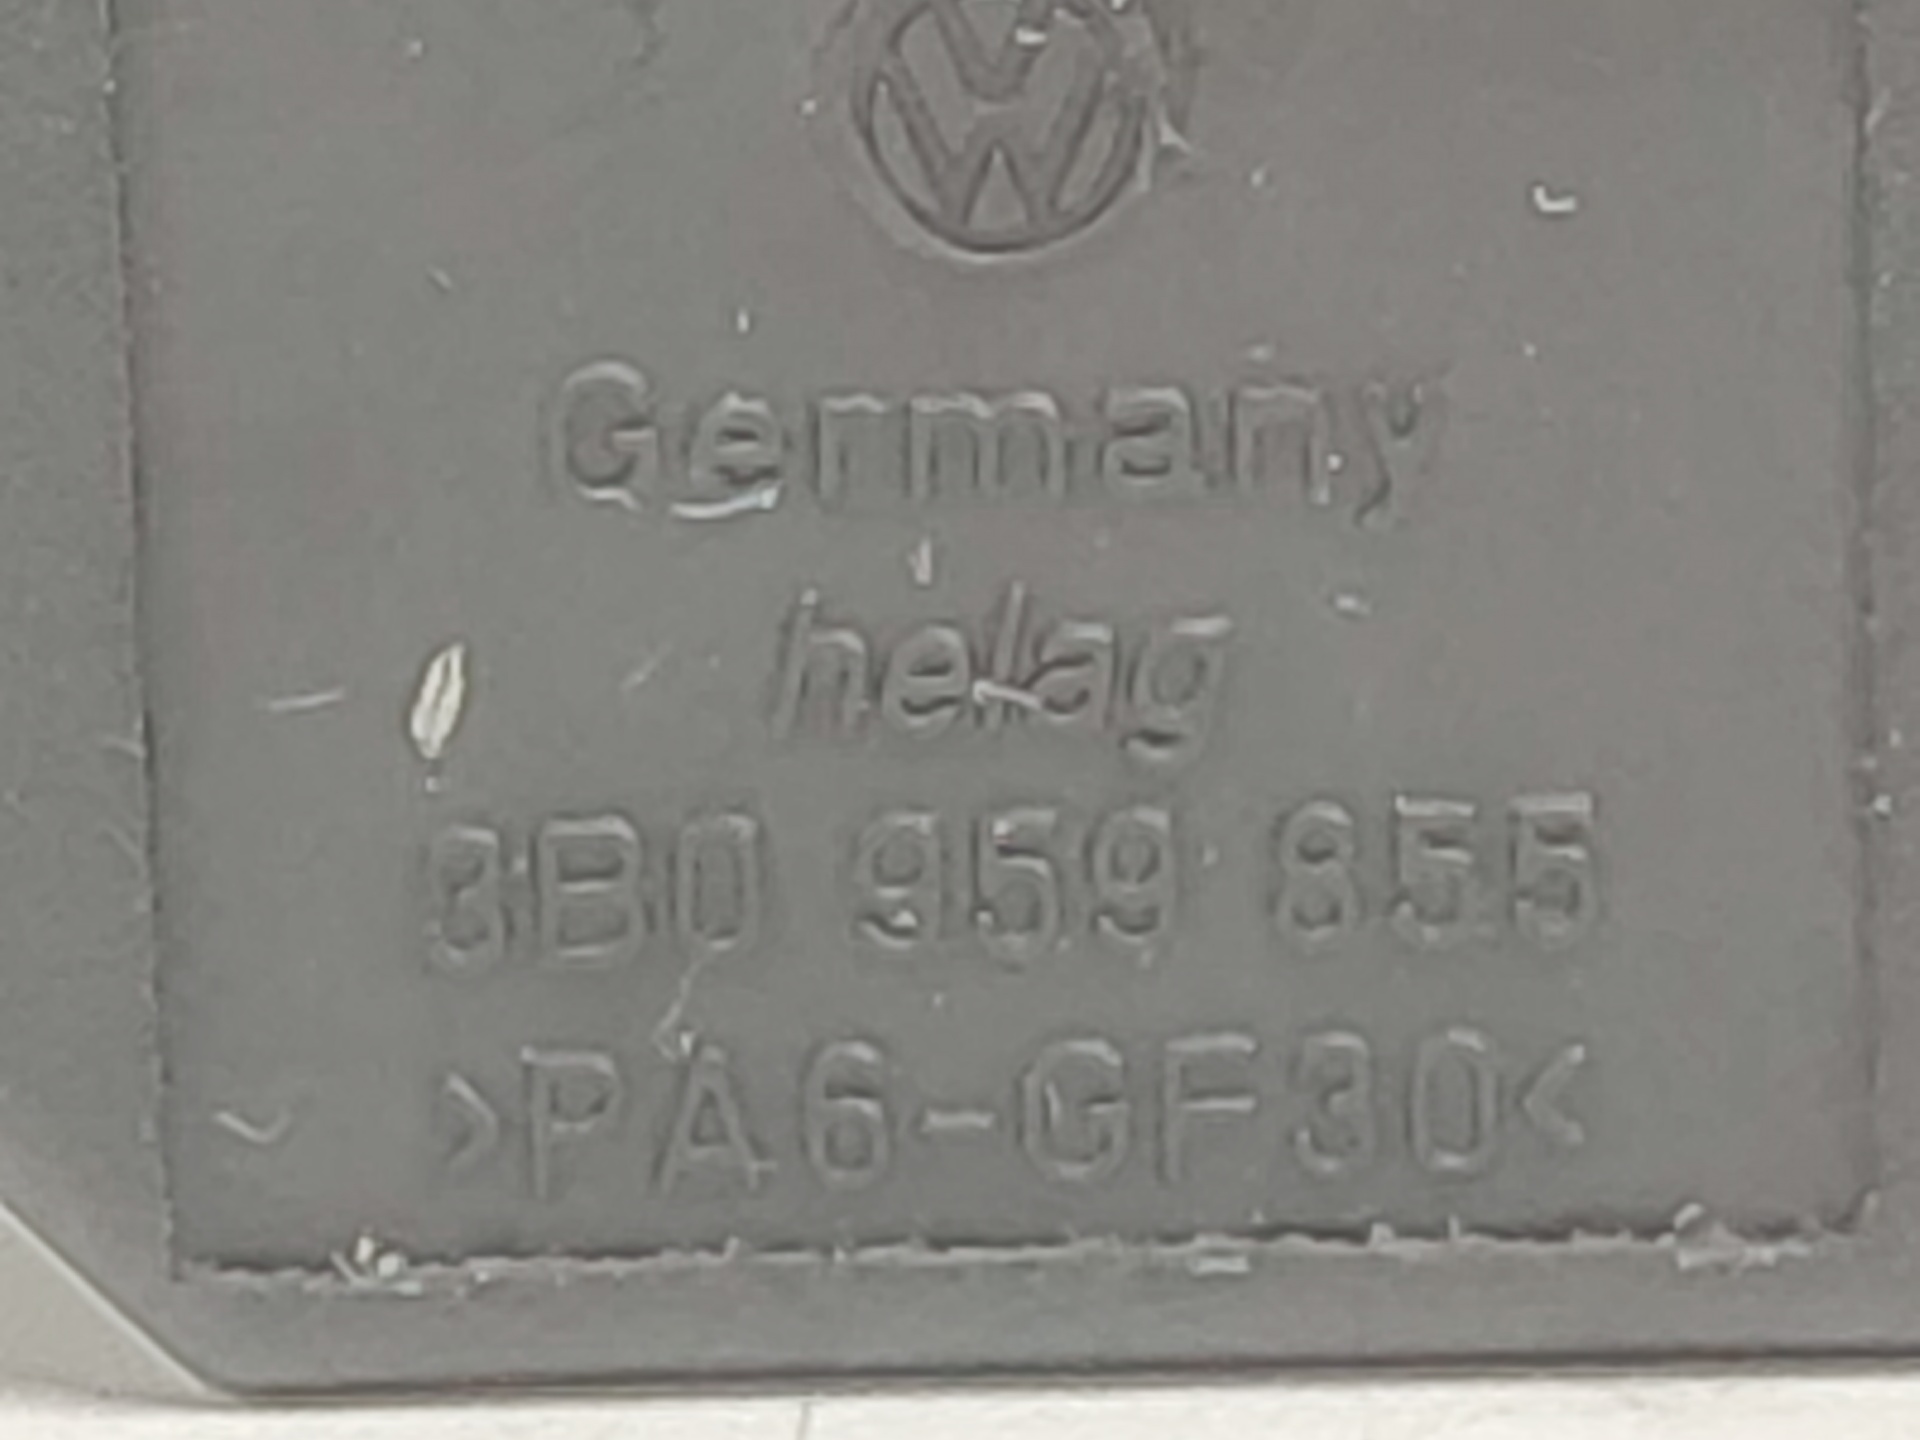 Germany
helag
3B0 959 855
>PA6-GF30<